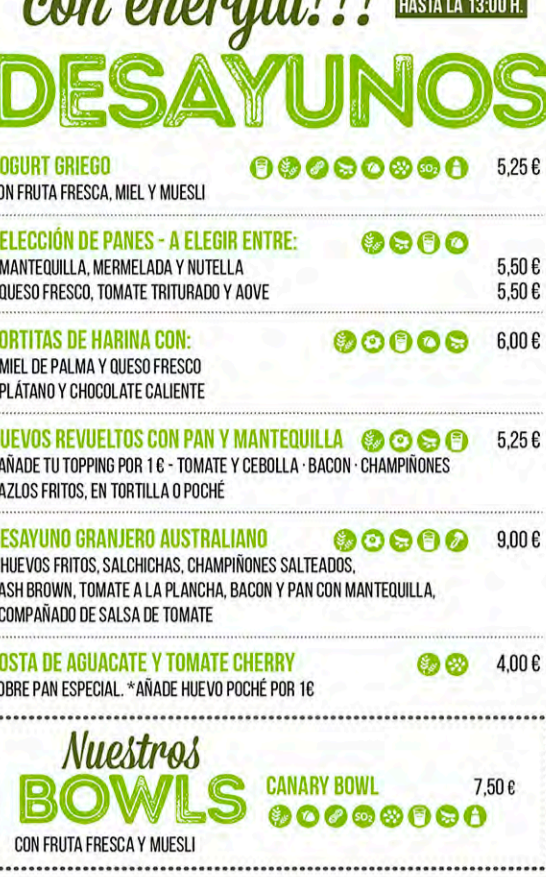 con energía!!! HASTA LA 13:00 H.
DESAYUNOS
OGURT GRIEGO 5,25 €
ON FRUTA FRESCA, MIEL Y MUESLI
ELECCIÓN DE PANES - A ELEGIR ENTRE:
MANTEQUILLA, MERMELADA Y NUTELLA 5,50 €
QUESO FRESCO, TOMATE TRITURADO Y AOVE 5,50 €
ORTITAS DE HARINA CON: 6,00 €
MIEL DE PALMA Y QUESO FRESCO
PLÁTANO Y CHOCOLATE CALIENTE
UEVOS REVUELTOS CON PAN Y MANTEQUILLA 5,25 €
AÑADE TU TOPPING POR 1 € - TOMATE Y CEBOLLA · BACON · CHAMPIÑONES
AZLOS FRITOS, EN TORTILLA O POCHÉ
ESAYUNO GRANJERO AUSTRALIANO 9,00 €
HUEVOS FRITOS, SALCHICHAS, CHAMPIÑONES SALTEADOS,
ASH BROWN, TOMATE A LA PLANCHA, BACON Y PAN CON MANTEQUILLA,
COMPAÑADO DE SALSA DE TOMATE
OSTA DE AGUACATE Y TOMATE CHERRY 4,00 €
OBRE PAN ESPECIAL. *AÑADE HUEVO POCHÉ POR 1€
Nuestros
BOWLS
CANARY BOWL 7,50 €
SO₂
CON FRUTA FRESCA Y MUESLI